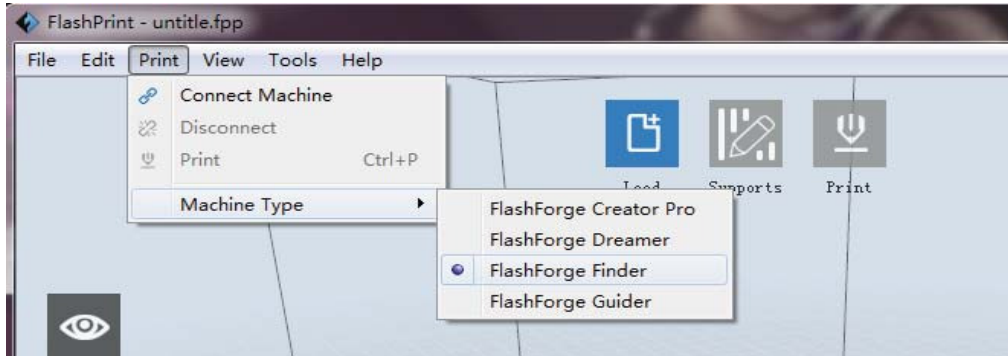 FlashPrint - untitle.fpp
File Edit Print View Tools Help
Connect Machine
Disconnect
Print Ctrl+P
Machine Type
Load Supports Print
FlashForge Creator Pro
FlashForge Dreamer
FlashForge Finder
FlashForge Guider